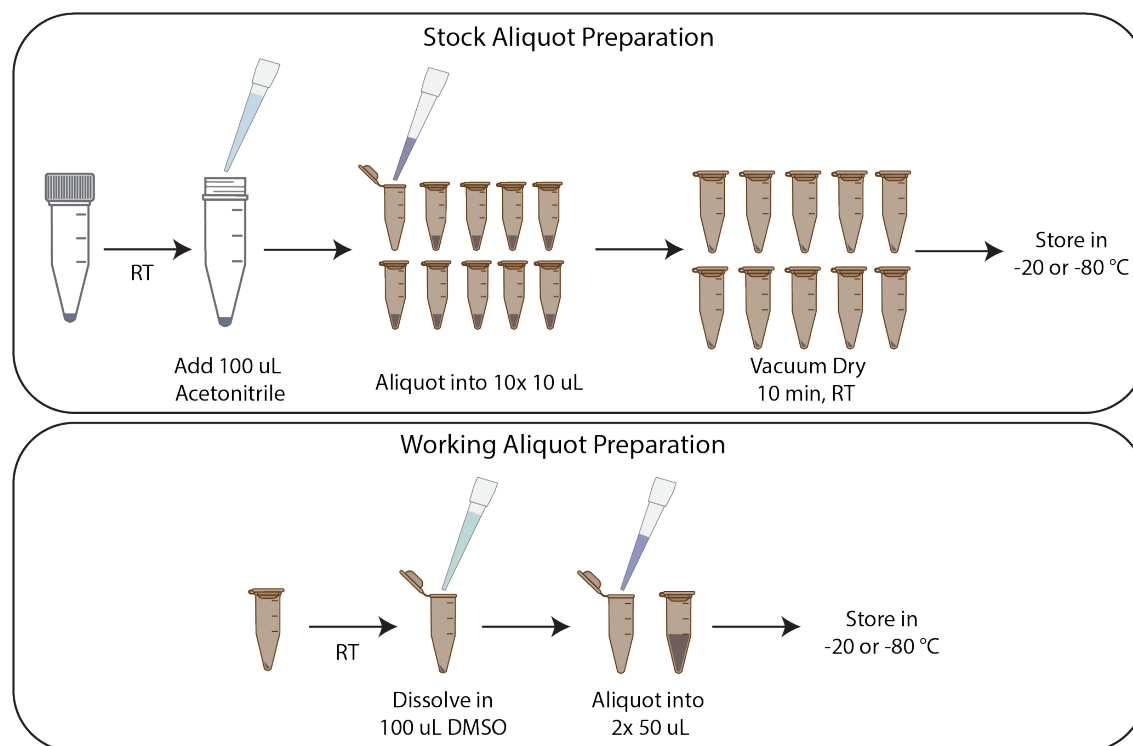 Stock Aliquot Preparation
RT
Add 100 uL
Acetonitrile
Aliquot into 10x 10 uL
Vacuum Dry
10 min, RT
Store in
-20 or -80 °C
Working Aliquot Preparation
RT
Dissolve in
100 uL DMSO
Aliquot into
2x 50 uL
Store in
-20 or -80 °C